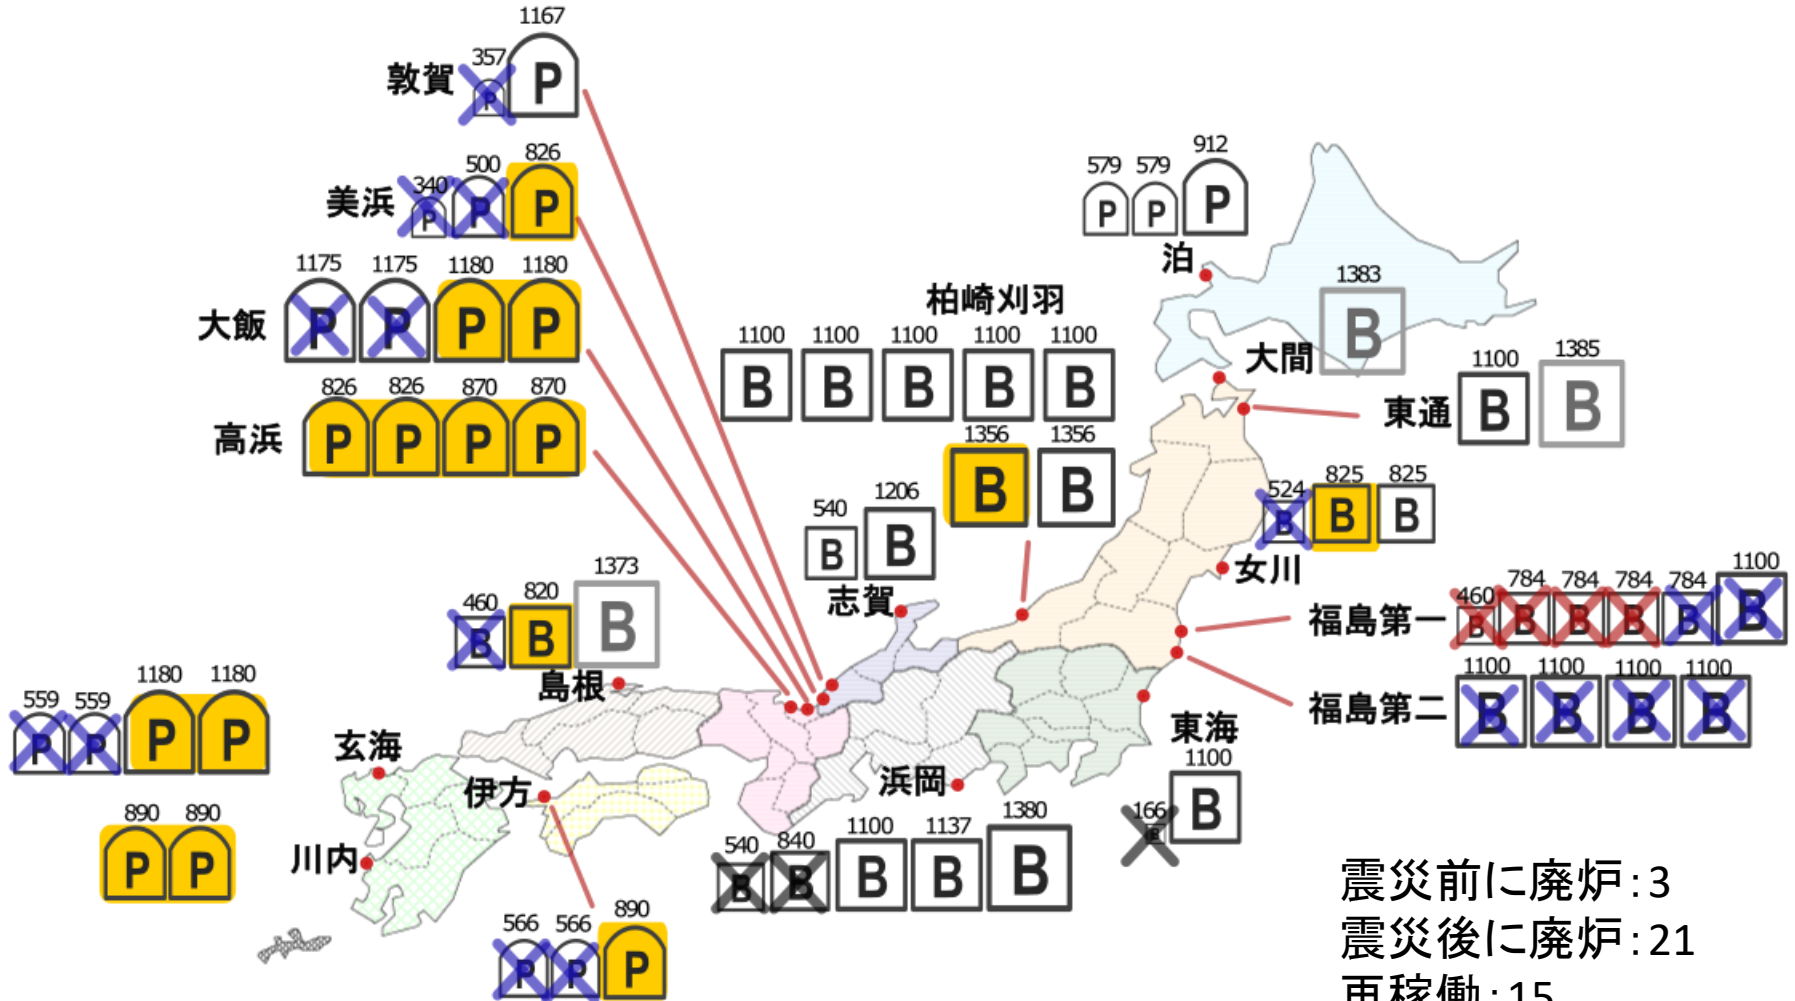 1167
357
敦賀 P P
340 500 826
美浜 P P P
1175 1175 1180 1180
大飯 P P P P
826 826 870 870
高浜 P P P P
579 579 912
P P P
泊
柏崎刈羽
1100 1100 1100 1100 1100
B B B B B
1356 1356
B B
1383
大間 B
1100 1385
東通 B B
540 1206
B B
志賀
524 825 825
B B B
女川
460 784 784 784 784 1100
福島第一 B B B B B B
1100 1100 1100 1100
福島第二 B B B B
460 820 1373
B B B
島根
559 559 1180 1180
P P P P
玄海
890 890
P P
川内
伊方
566 566 890
P P P
浜岡
540 840 1100 1137 1380
B B B B B
東海
166 1100
B B
震災前に廃炉:3
震災後に廃炉:21
再稼働:15